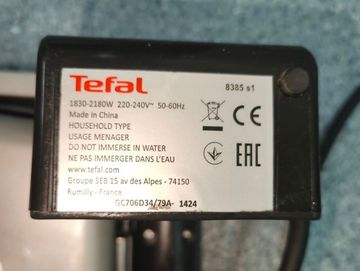 Tefal
8385 s1
1830-2180W 220-240V~ 50-60Hz
Made in China
HOUSEHOLD TYPE
USAGE MENAGER
DO NOT IMMERSE IN WATER
NE PAS IMMERGER DANS L'EAU
www.tefal.com
Groupe SEB 15 av des Alpes - 74150
Rumilly - France
GC706D34/79A- 1424
CE
EAC